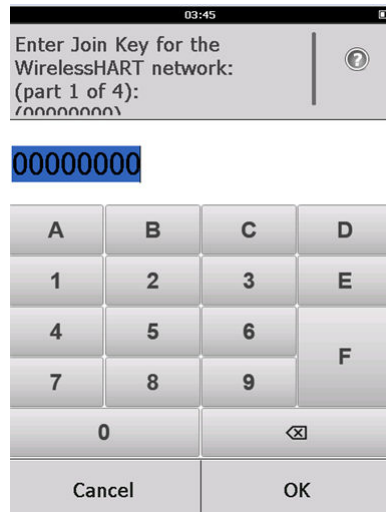 03:45
Enter Join Key for the
WirelessHART network:
(part 1 of 4):
(00000000)
?
00000000
A B C D
1 2 3 E
4 5 6
F
7 8 9
0
Cancel OK